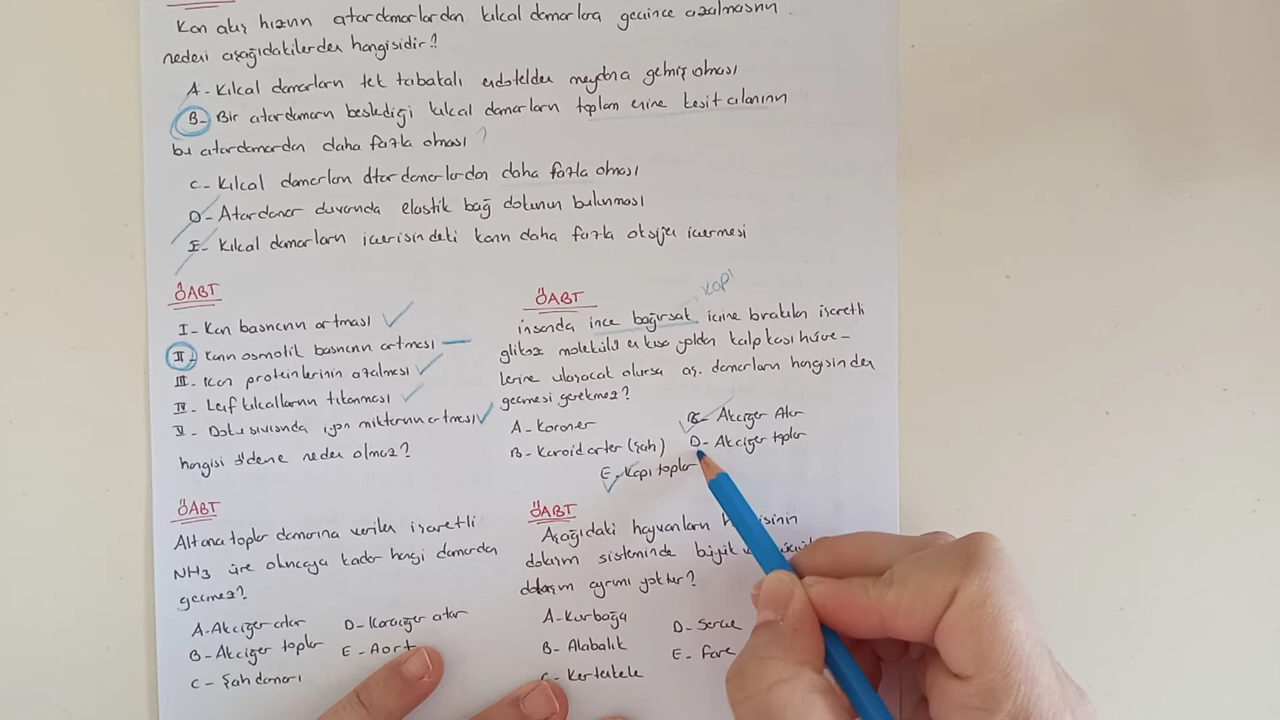 Kan akış hızının atardamarlardan kılcal damarlara geçince azalmasının
nedeni aşağıdakilerden hangisidir?
A- Kılcal damarların tek tabakalı endotelden meydana gelmiş olması
B- Bir atardamarın beslediği kılcal damarların toplam enine kesit alanının
bu atardamardan daha fazla olması ?
C- Kılcal damarların atardamarlardan daha fazla olması
D- Atardamar duvarında elastik bağ dokunun bulunması
E- Kılcal damarların içerisindeki kanın daha fazla oksijen içermesi
ÖABT
I- Kan basıncının artması
II- Kanın osmotik basıncının artması
III- Kan proteinlerinin azalması
IV- Lenf kılcallarının tıkanması
V- Doku sıvısında iyon miktarının artması
hangisi ödeme neden olmaz?
kapı
ÖABT
insanda ince bağırsak içine bırakılan işaretli
glikoz molekülü en kısa yoldan kalp kası hücre-
lerine ulaşacak olursa aş. damarların hangisinden
geçmesi gerekmez?
A- Koroner
B- Karoid arter (şah)
C- Akciğer Atar
D- Akciğer toplar
E- Kapı toplar
ÖABT
Alt ana toplar damarına verilen işaretli
NH3 üre oluncaya kadar hangi damardan
geçmez?
A- Akciğer atar
B- Akciğer toplar
C- Şah damarı
D- Karaciğer atar
E- Aort
ÖABT
Aşağıdaki hayvanların
dolaşım sisteminde büyük
dolaşım ayrımı yoktur?
A- Kurbağa
B- Alabalık
C- Kertenkele
D- Serçe
E- Fare